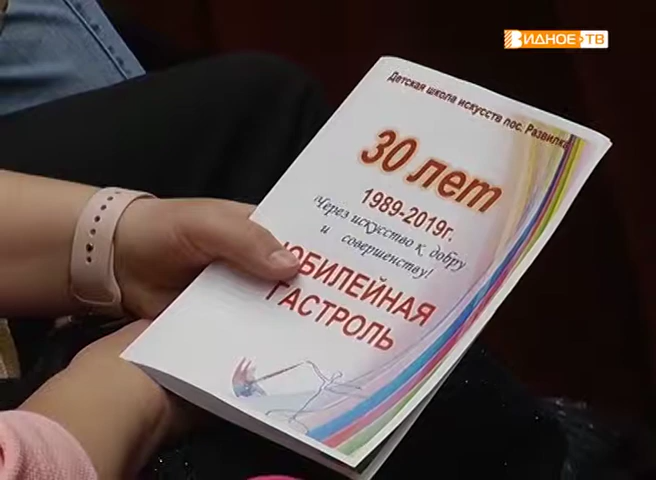 ВИДНОЕ-ТВ
Детская школа искусств пос. Развилка
30 лет
1989-2019г.
"Через искусство к добру
и совершенству!
ЮБИЛЕЙНАЯ
ГАСТРОЛЬ